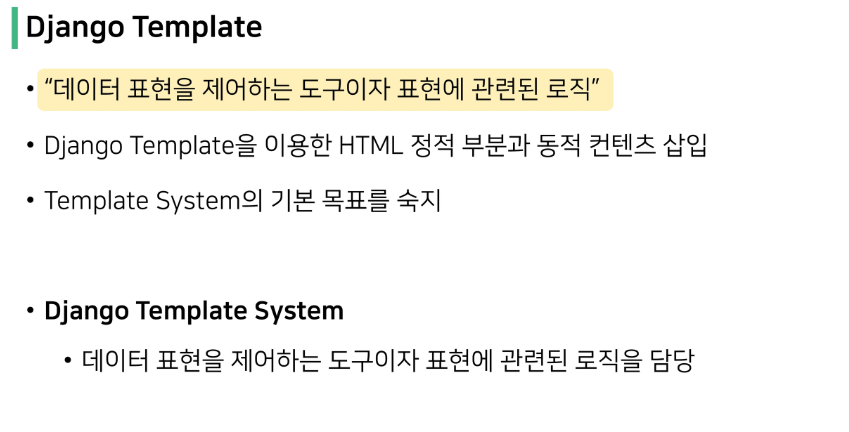 Django Template
• “데이터 표현을 제어하는 도구이자 표현에 관련된 로직”
• Django Template을 이용한 HTML 정적 부분과 동적 컨텐츠 삽입
• Template System의 기본 목표를 숙지
• Django Template System
• 데이터 표현을 제어하는 도구이자 표현에 관련된 로직을 담당